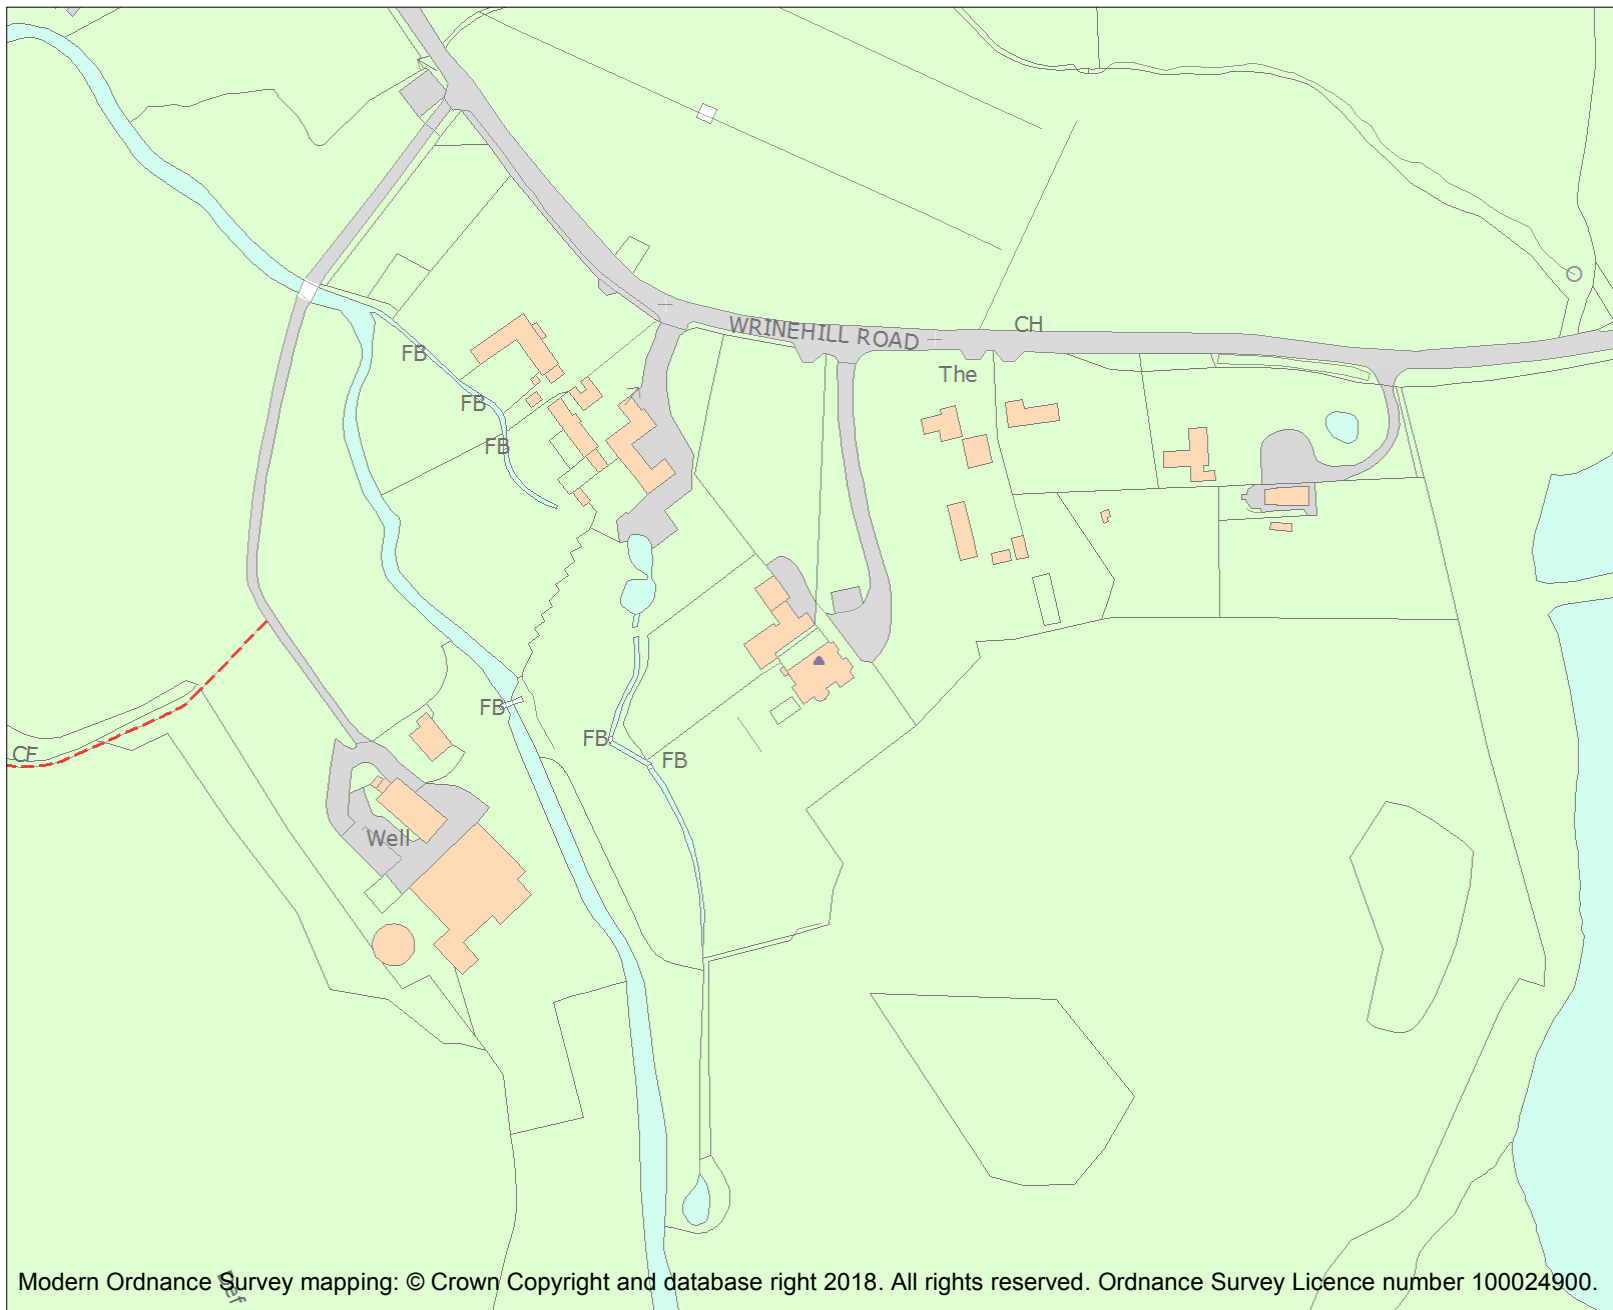 WRINEHILL ROAD
CH
FB
The
FB
FB
FB
FB
FB
CF
Well
Def
Modern Ordnance Survey mapping: © Crown Copyright and database right 2018. All rights reserved. Ordnance Survey Licence number 100024900.